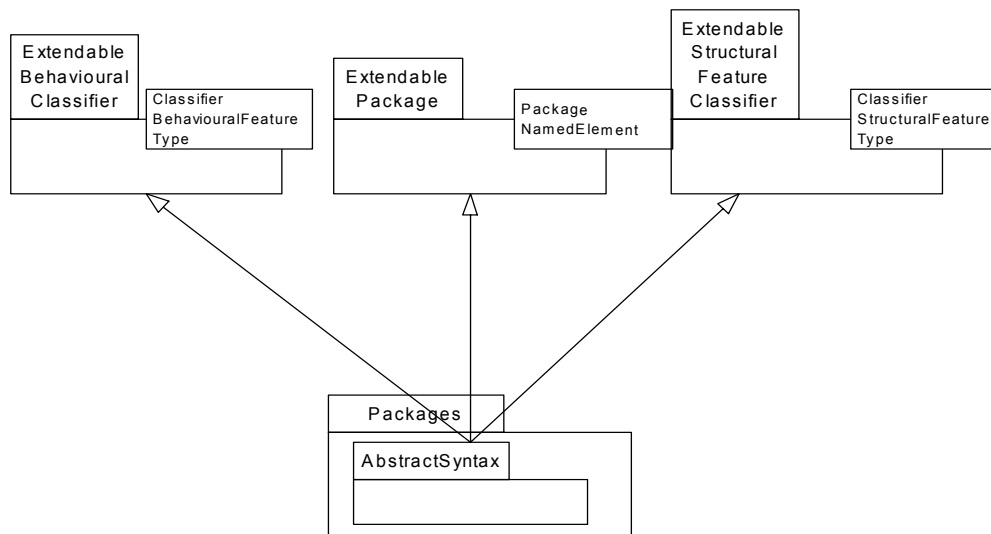 Extendable
Behavioural
Classifier
Classifier
BehaviouralFeature
Type
Extendable
Package
Package
NamedElement
Extendable
Structural
Feature
Classifier
Classifier
StructuralFeature
Type
Packages
AbstractSyntax